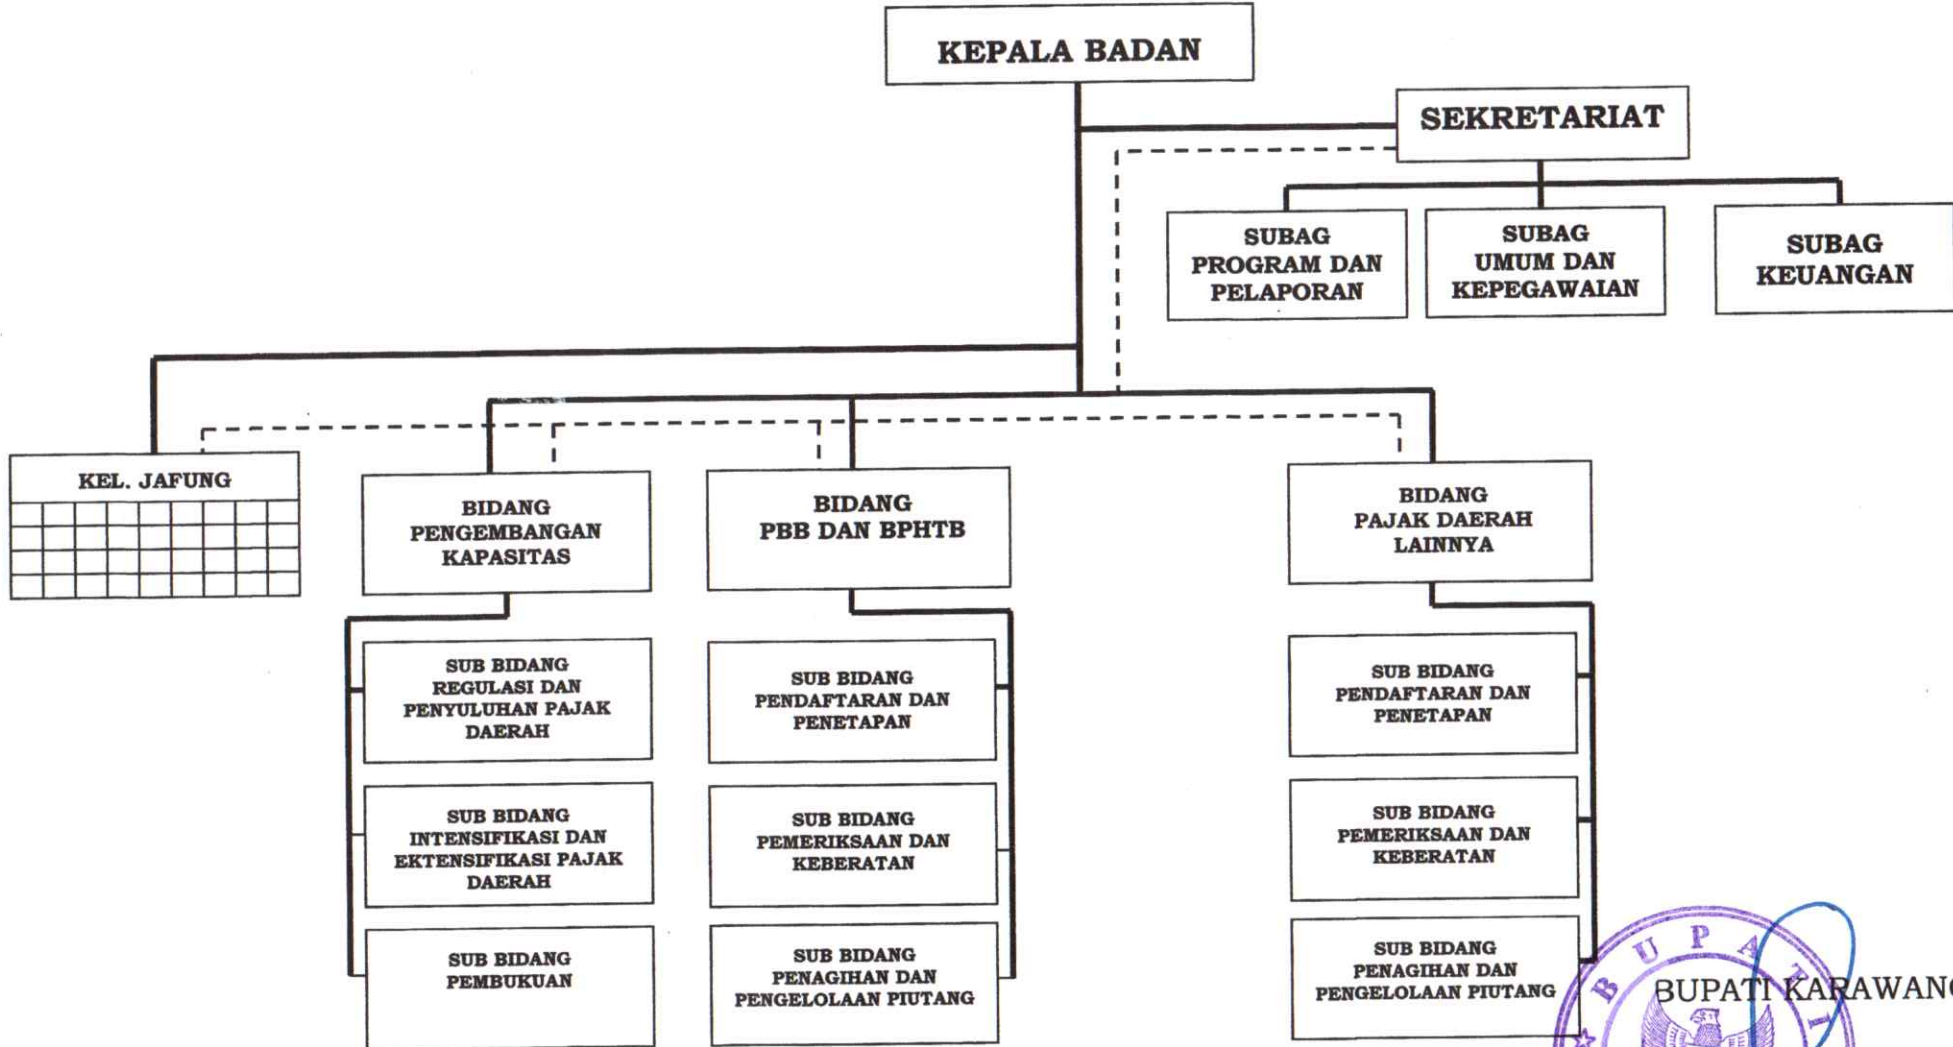 KEPALA BADAN
SEKRETARIAT
SUBAG
PROGRAM DAN
PELAPORAN
SUBAG
UMUM DAN
KEPEGAWAIAN
SUBAG
KEUANGAN
KEL. JAFUNG
BIDANG
PENGEMBANGAN
KAPASITAS
BIDANG
PBB DAN BPHTB
BIDANG
PAJAK DAERAH
LAINNYA
SUB BIDANG
REGULASI DAN
PENYULUHAN PAJAK
DAERAH
SUB BIDANG
INTENSIFIKASI DAN
EKTENSIFIKASI PAJAK
DAERAH
SUB BIDANG
PEMBUKUAN
SUB BIDANG
PENDAFTARAN DAN
PENETAPAN
SUB BIDANG
PEMERIKSAAN DAN
KEBERATAN
SUB BIDANG
PENAGIHAN DAN
PENGELOLAAN PIUTANG
SUB BIDANG
PENDAFTARAN DAN
PENETAPAN
SUB BIDANG
PEMERIKSAAN DAN
KEBERATAN
SUB BIDANG
PENAGIHAN DAN
PENGELOLAAN PIUTANG
BUPATI
BUPATI KARAWANG